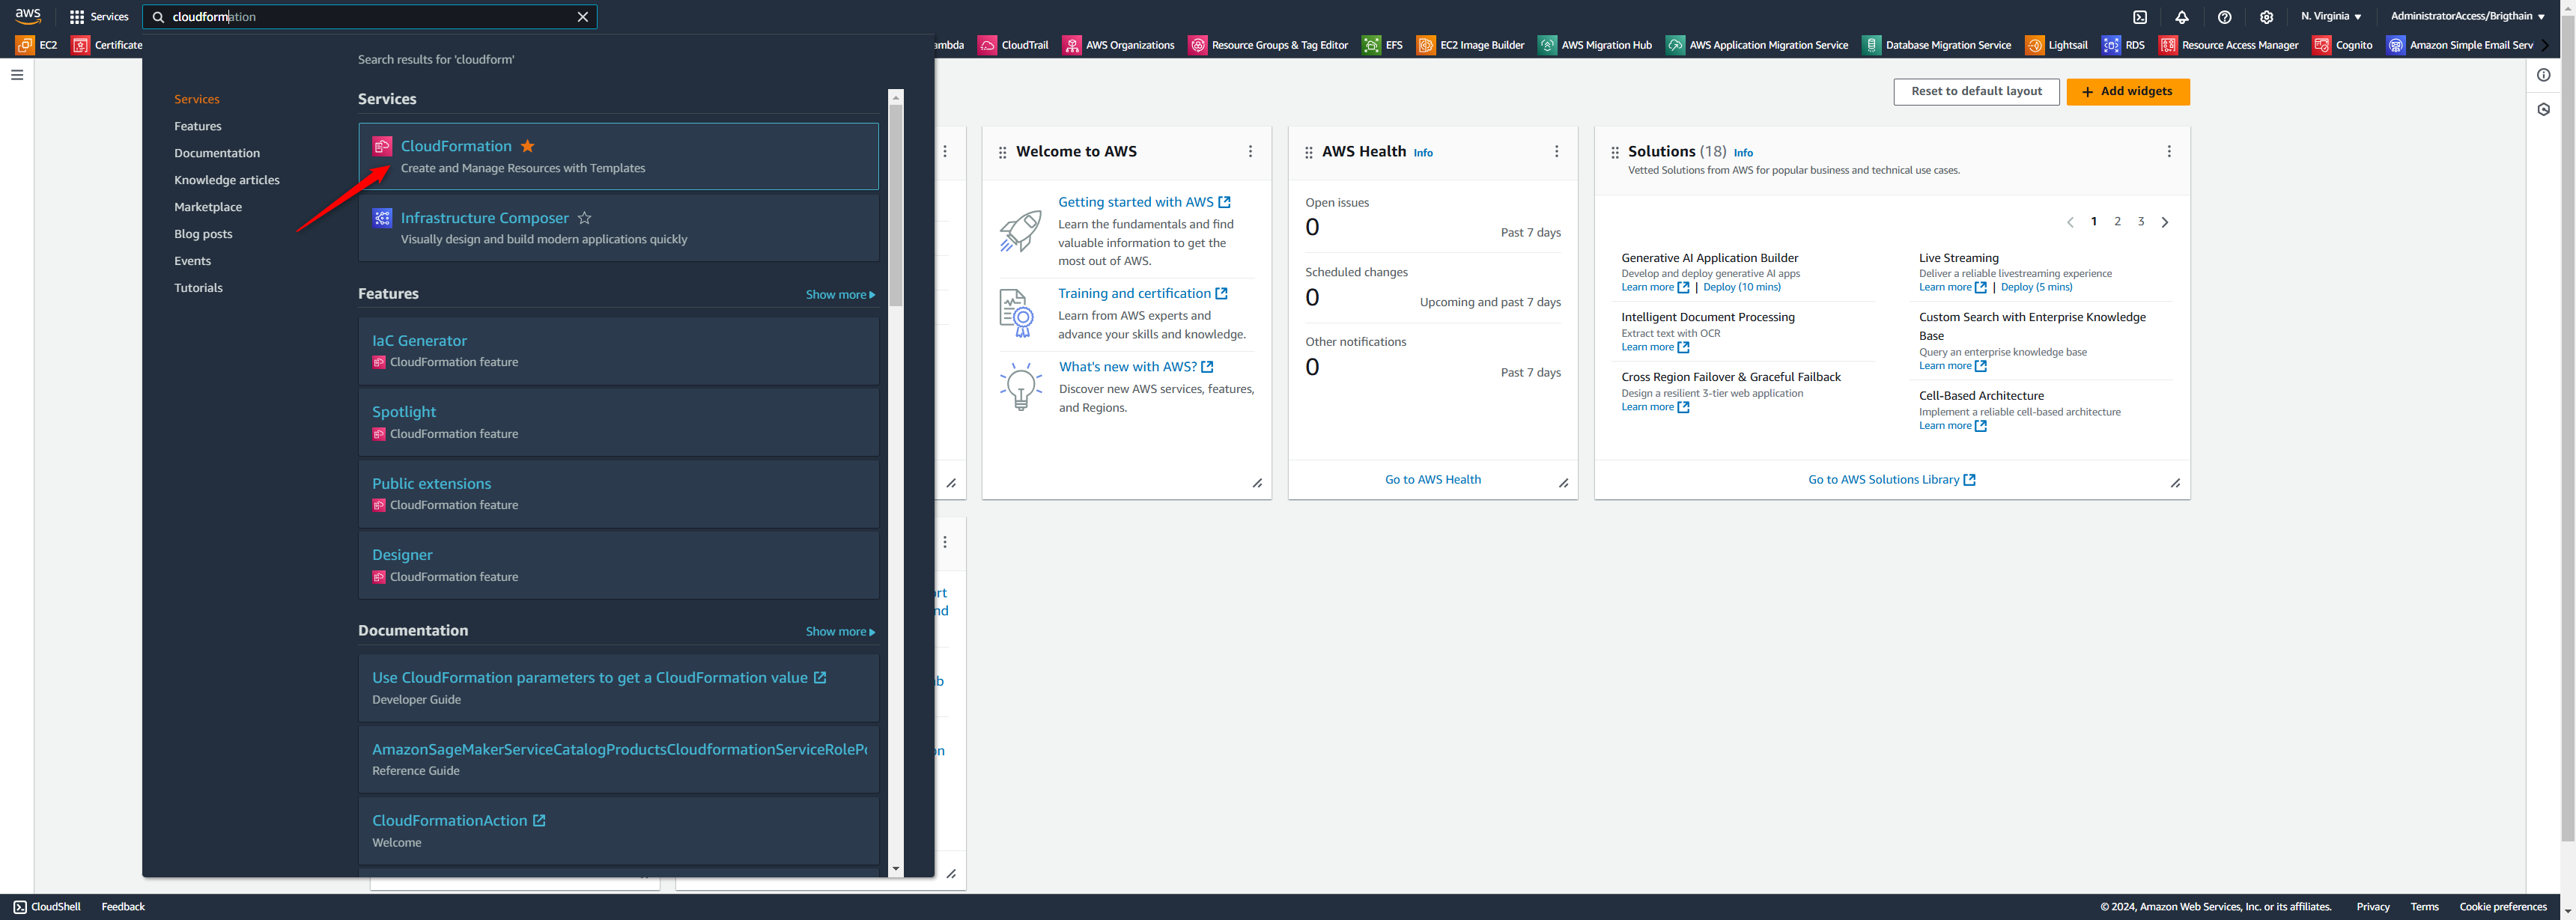 aws
Services
cloudformation
N. Virginia
AdministratorAccess/Brigthain
EC2
Certificate
CloudTrail
AWS Organizations
Resource Groups & Tag Editor
EFS
EC2 Image Builder
AWS Migration Hub
AWS Application Migration Service
Database Migration Service
Lightsail
RDS
Resource Access Manager
Cognito
Amazon Simple Email Serv
Search results for 'cloudform'
Services
Features
Documentation
Knowledge articles
Marketplace
Blog posts
Events
Tutorials
Services
CloudFormation
Create and Manage Resources with Templates
Infrastructure Composer
Visually design and build modern applications quickly
Features
Show more
IaC Generator
CloudFormation feature
Spotlight
CloudFormation feature
Public extensions
CloudFormation feature
Designer
CloudFormation feature
Documentation
Show more
Use CloudFormation parameters to get a CloudFormation value
Developer Guide
AmazonSageMakerServiceCatalogProductsCloudformationServiceRolePo
Reference Guide
CloudFormationAction
Welcome
Reset to default layout
+ Add widgets
Welcome to AWS
Getting started with AWS
Learn the fundamentals and find
valuable information to get the
most out of AWS.
Training and certification
Learn from AWS experts and
advance your skills and knowledge.
What's new with AWS?
Discover new AWS services, features,
and Regions.
AWS Health Info
Open issues
0
Past 7 days
Scheduled changes
0
Upcoming and past 7 days
Other notifications
0
Past 7 days
Go to AWS Health
Solutions (18) Info
Vetted Solutions from AWS for popular business and technical use cases.
1 2 3
Generative AI Application Builder
Develop and deploy generative AI apps
Learn more | Deploy (10 mins)
Intelligent Document Processing
Extract text with OCR
Learn more
Cross Region Failover & Graceful Failback
Design a resilient 3-tier web application
Learn more
Live Streaming
Deliver a reliable livestreaming experience
Learn more | Deploy (5 mins)
Custom Search with Enterprise Knowledge
Base
Query an enterprise knowledge base
Learn more
Cell-Based Architecture
Implement a reliable cell-based architecture
Learn more
Go to AWS Solutions Library
CloudShell
Feedback
© 2024, Amazon Web Services, Inc. or its affiliates.
Privacy
Terms
Cookie preferences